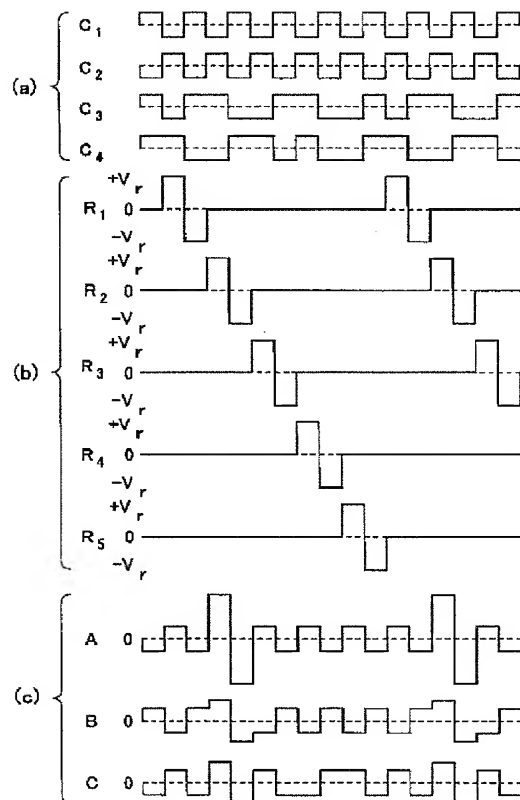 (a)
C1
C2
C3
C4
(b)
+Vr
R1 0
-Vr
+Vr
R2 0
-Vr
+Vr
R3 0
-Vr
+Vr
R4 0
-Vr
+Vr
R5 0
-Vr
(c)
A 0
B 0
C 0